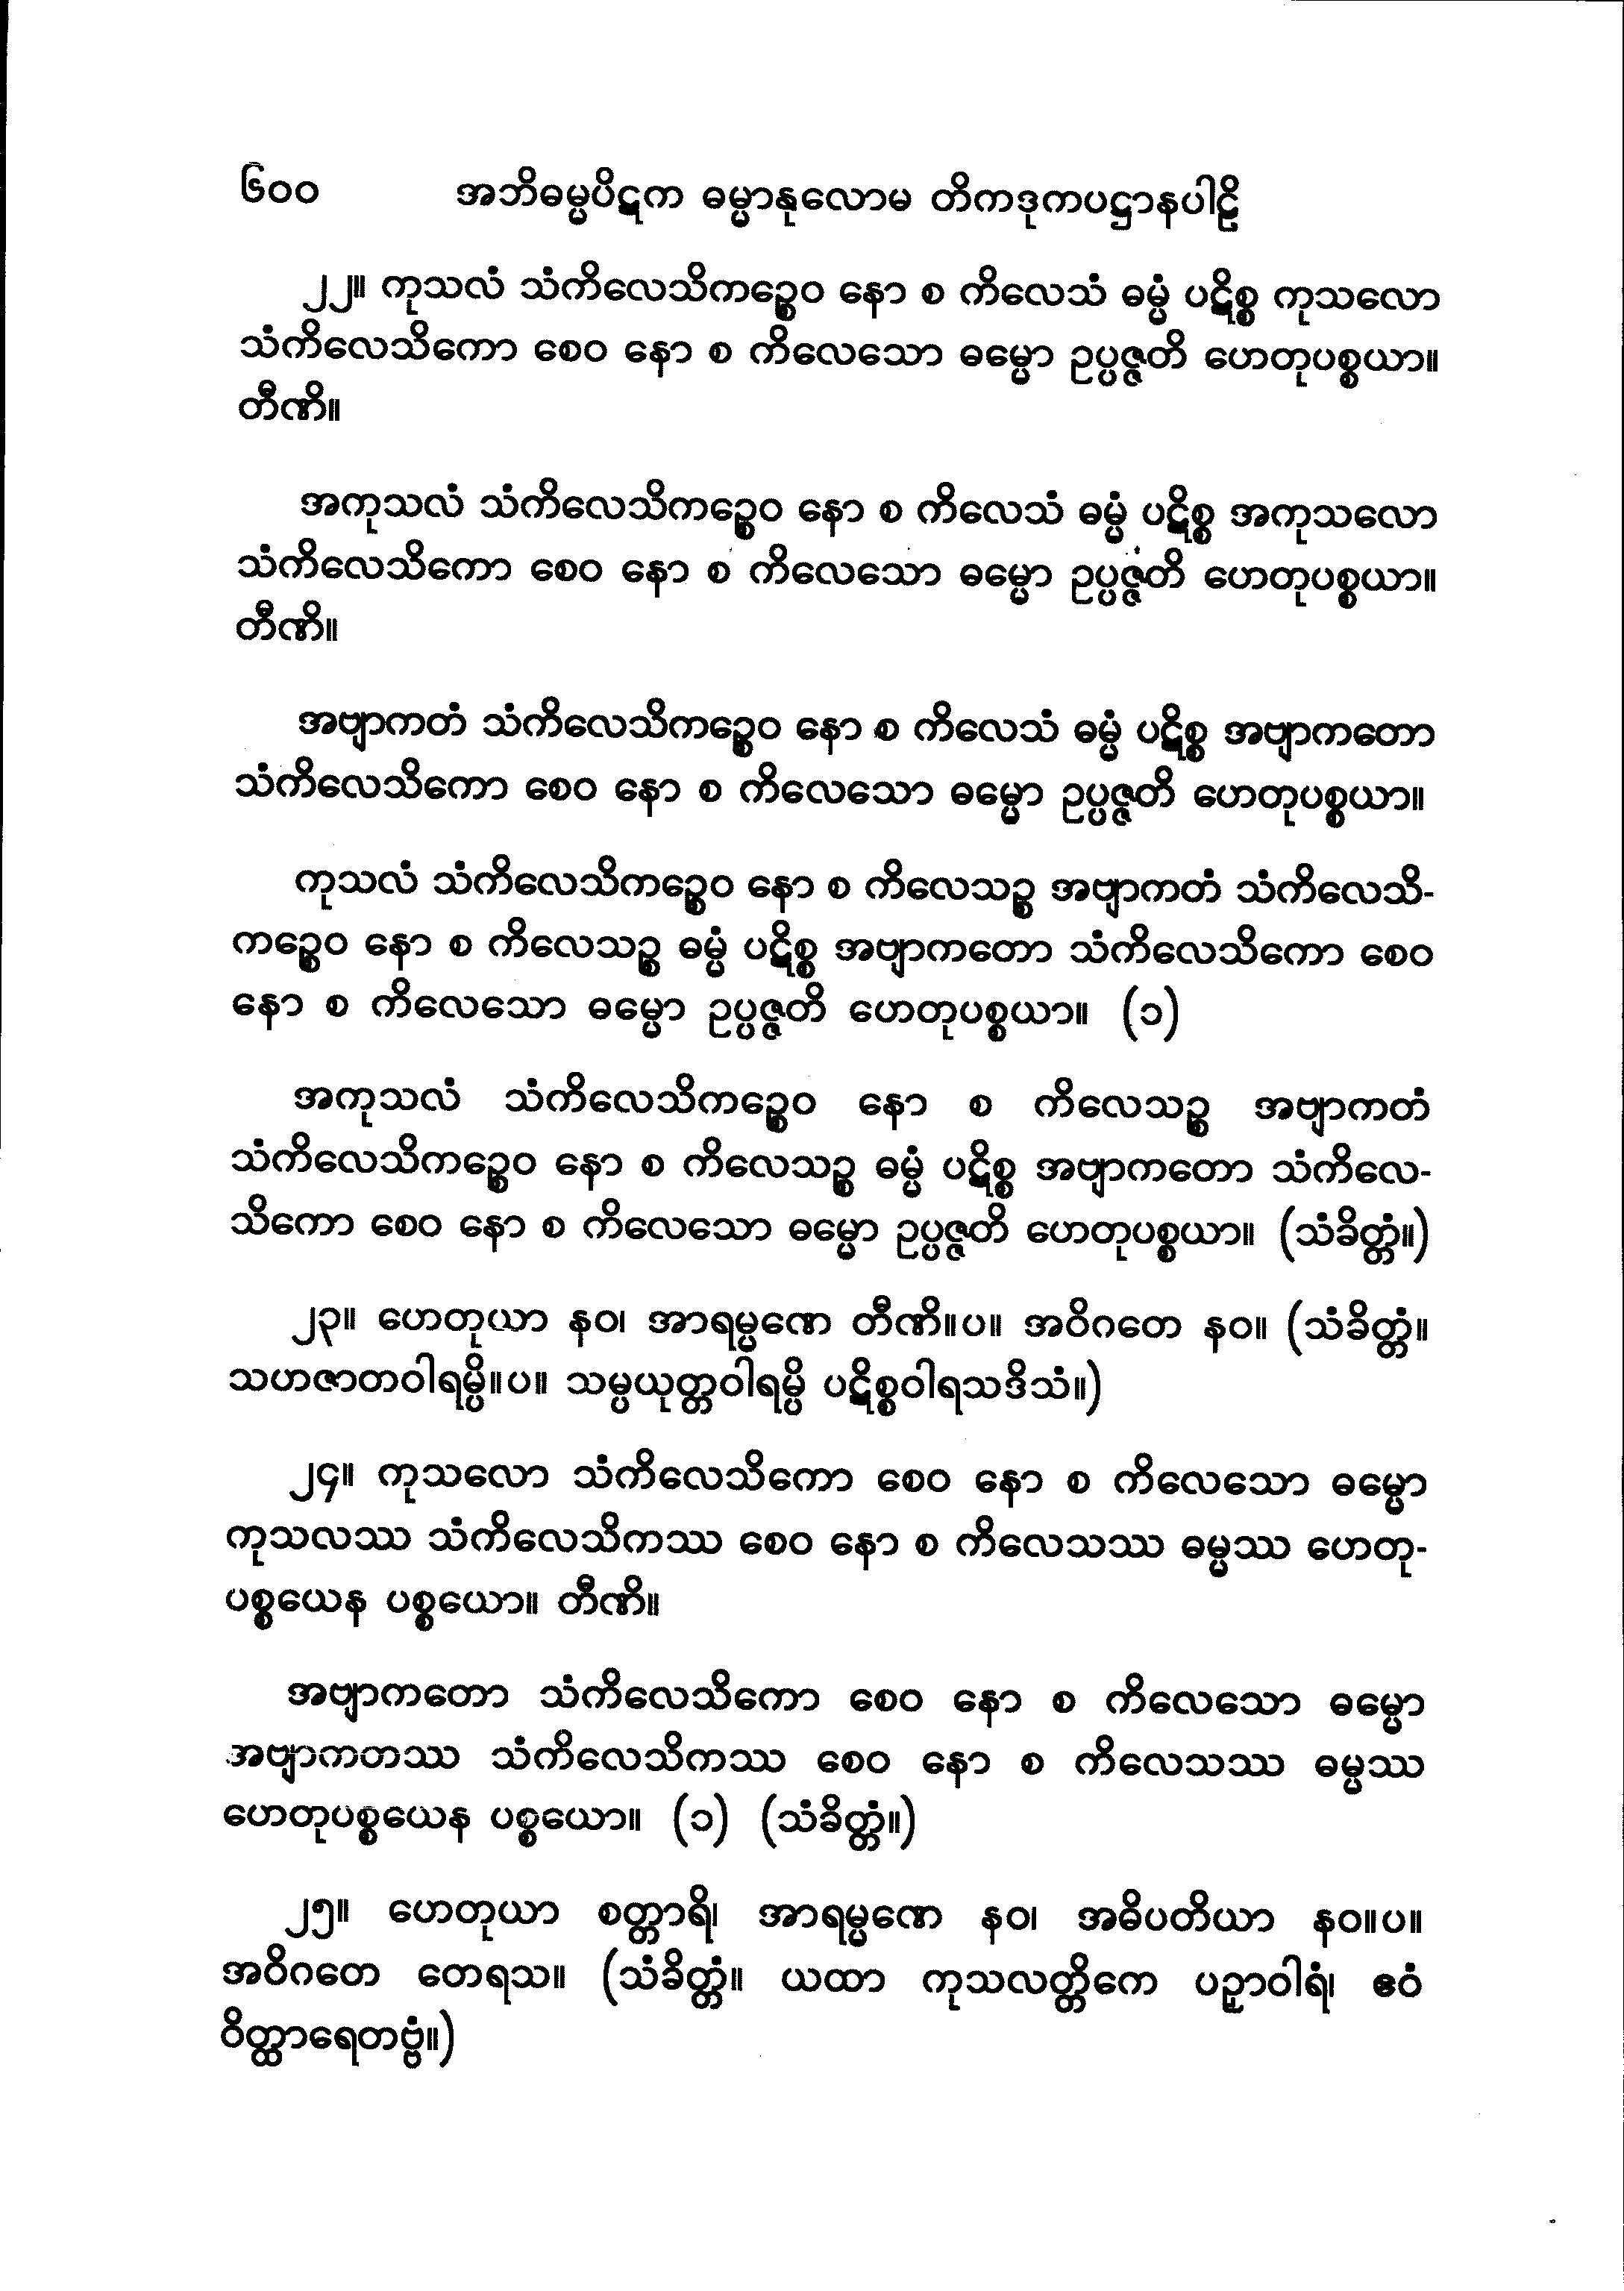 ၆၀၀ အဘိဓမ္မပိဋက ဓမ္မာနုလောမ တိကဒုကပဋ္ဌာနပါဠိ
၂၂။ ကုသလံ သံကိလေသိကဉ္စေဝ နော စ ကိလေသံ ဓမ္မံ ပဋိစ္စ ကုသလော
သံကိလေသိကော စေဝ နော စ ကိလေသော ဓမ္မော ဥပ္ပဇ္ဇတိ ဟေတုပစ္စယာ။
တီဏိ။
အကုသလံ သံကိလေသိကဉ္စေဝ နော စ ကိလေသံ ဓမ္မံ ပဋိစ္စ အကုသလော
သံကိလေသိကော စေဝ နော စ ကိလေသော ဓမ္မော ဥပ္ပဇ္ဇတိ ဟေတုပစ္စယာ။
တီဏိ။
အဗျာကတံ သံကိလေသိကဉ္စေဝ နော စ ကိလေသံ ဓမ္မံ ပဋိစ္စ အဗျာကတော
သံကိလေသိကော စေဝ နော စ ကိလေသော ဓမ္မော ဥပ္ပဇ္ဇတိ ဟေတုပစ္စယာ။
ကုသလံ သံကိလေသိကဉ္စေဝ နော စ ကိလေသဉ္စ အဗျာကတံ သံကိလေသိ-
ကဉ္စေဝ နော စ ကိလေသဉ္စ ဓမ္မံ ပဋိစ္စ အဗျာကတော သံကိလေသိကော စေဝ
နော စ ကိလေသော ဓမ္မော ဥပ္ပဇ္ဇတိ ဟေတုပစ္စယာ။ (၁)
အကုသလံ သံကိလေသိကဉ္စေဝ နော စ ကိလေသဉ္စ အဗျာကတံ
သံကိလေသိကဉ္စေဝ နော စ ကိလေသဉ္စ ဓမ္မံ ပဋိစ္စ အဗျာကတော သံကိလေ-
သိကော စေဝ နော စ ကိလေသော ဓမ္မော ဥပ္ပဇ္ဇတိ ဟေတုပစ္စယာ။ (သံခိတ္တံ။)
၂၃။ ဟေတုယာ နဝ၊ အာရမ္မဏေ တီဏိ။ပ။ အဝိဂတေ နဝ။ (သံခိတ္တံ။
သဟဇာတဝါရမ္ပိ။ပ။ သမ္ပယုတ္တဝါရမ္ပိ ပဋိစ္စဝါရသဒိသံ။)
၂၄။ ကုသလော သံကိလေသိကော စေဝ နော စ ကိလေသော ဓမ္မော
ကုသလဿ သံကိလေသိကဿ စေဝ နော စ ကိလေသဿ ဓမ္မဿ ဟေတု-
ပစ္စယေန ပစ္စယော။ တီဏိ။
အဗျာကတော သံကိလေသိကော စေဝ နော စ ကိလေသော ဓမ္မော
အဗျာကတဿ သံကိလေသိကဿ စေဝ နော စ ကိလေသဿ ဓမ္မဿ
ဟေတုပစ္စယေန ပစ္စယော။ (၁) (သံခိတ္တံ။)
၂၅။ ဟေတုယာ စတ္တာရိ၊ အာရမ္မဏေ နဝ၊ အဓိပတိယာ နဝ။ပ။
အဝိဂတေ တေရသ။ (သံခိတ္တံ။ ယထာ ကုသလတ္တိကေ ပဉှာဝါရံ၊ ဧဝံ
ဝိတ္ထာရေတဗ္ဗံ။)